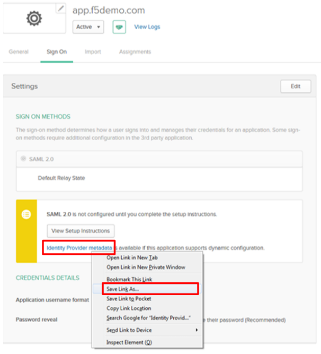 app.f5demo.com
Active
View Logs
General
Sign On
Import
Assignments
Settings
Edit
SIGN ON METHODS
The sign-on method determines how a user signs into and manages their credentials for an application. Some sign-
on methods require additional configuration in the 3rd party application.
SAML 2.0
Default Relay State
SAML 2.0 is not configured until you complete the setup instructions.
View Setup Instructions
Identity Provider metadata is available if this application supports dynamic configuration.
Open Link in New Tab
Open Link in New Private Window
Bookmark This Link
CREDENTIALS DETAILS
Save Link As...
Application username format
Save Link to Pocket
Copy Link Location
Search Google for "Identity Provid..."
Password reveal
their password (Recommended)
Send Link to Device
Inspect Element (Q)